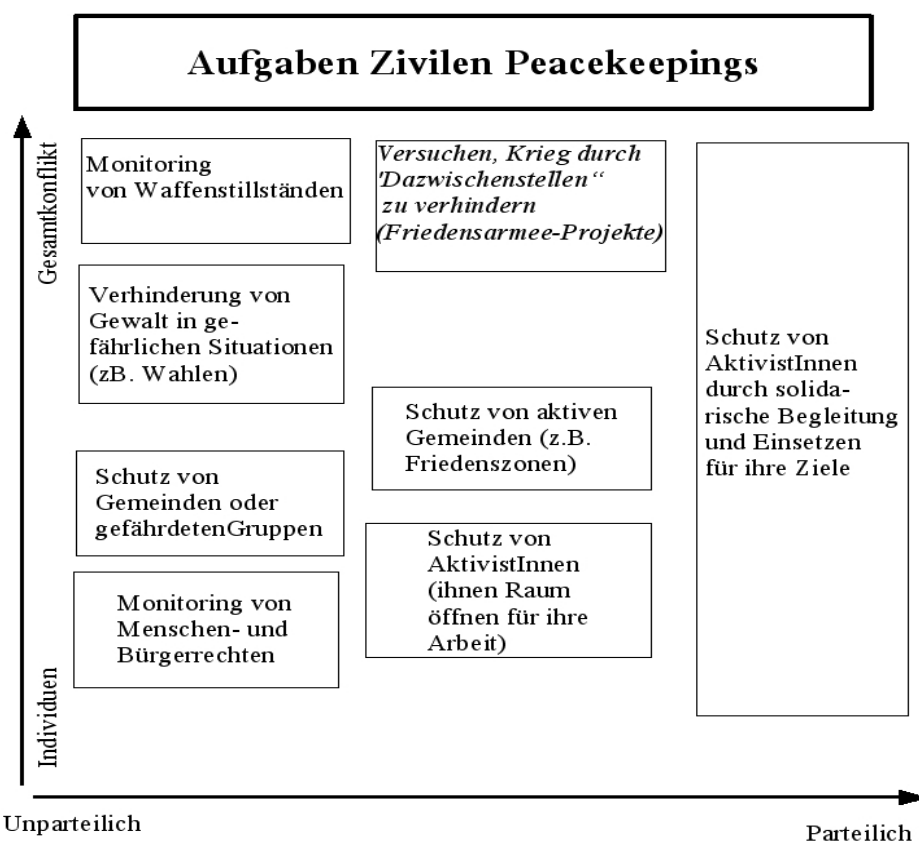 Aufgaben Zivilen Peacekeepings
Gesamtkonflikt
Monitoring
von Waffenstillständen
Versuchen, Krieg durch
'Dazwischenstellen“
zu verhindern
(Friedensarmee-Projekte)
Verhinderung von
Gewalt in ge-
fährlichen Situationen
(zB. Wahlen)
Schutz von
AktivistInnen
durch solida-
rische Begleitung
und Einsetzen
für ihre Ziele
Schutz von aktiven
Gemeinden (z.B.
Friedenszonen)
Schutz von
Gemeinden oder
gefährdetenGruppen
Schutz von
AktivistInnen
(ihnen Raum
öffnen für ihre
Arbeit)
Monitoring von
Menschen- und
Bürgerrechten
Individuen
Unparteilich
Parteilich